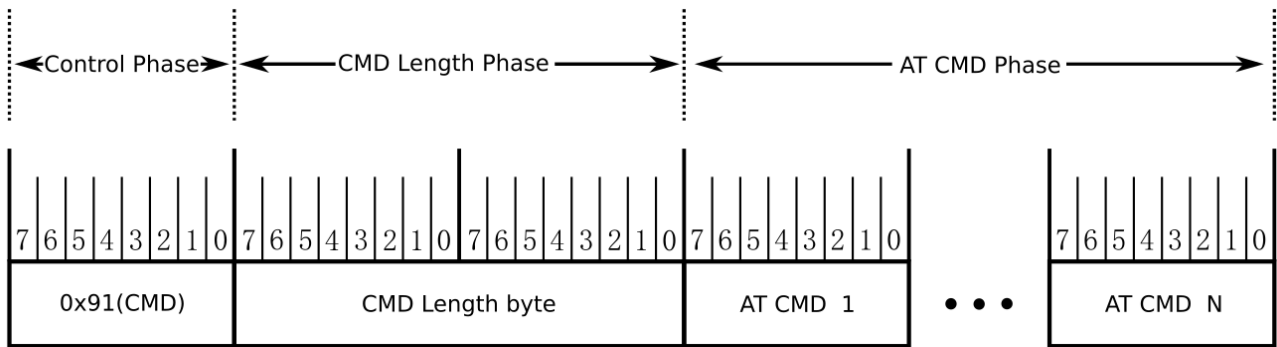 Control Phase CMD Length Phase AT CMD Phase
7 6 5 4 3 2 1 0 7 6 5 4 3 2 1 0 7 6 5 4 3 2 1 0 7 6 5 4 3 2 1 0 7 6 5 4 3 2 1 0
0x91(CMD) CMD Length byte AT CMD 1 ••• AT CMD N